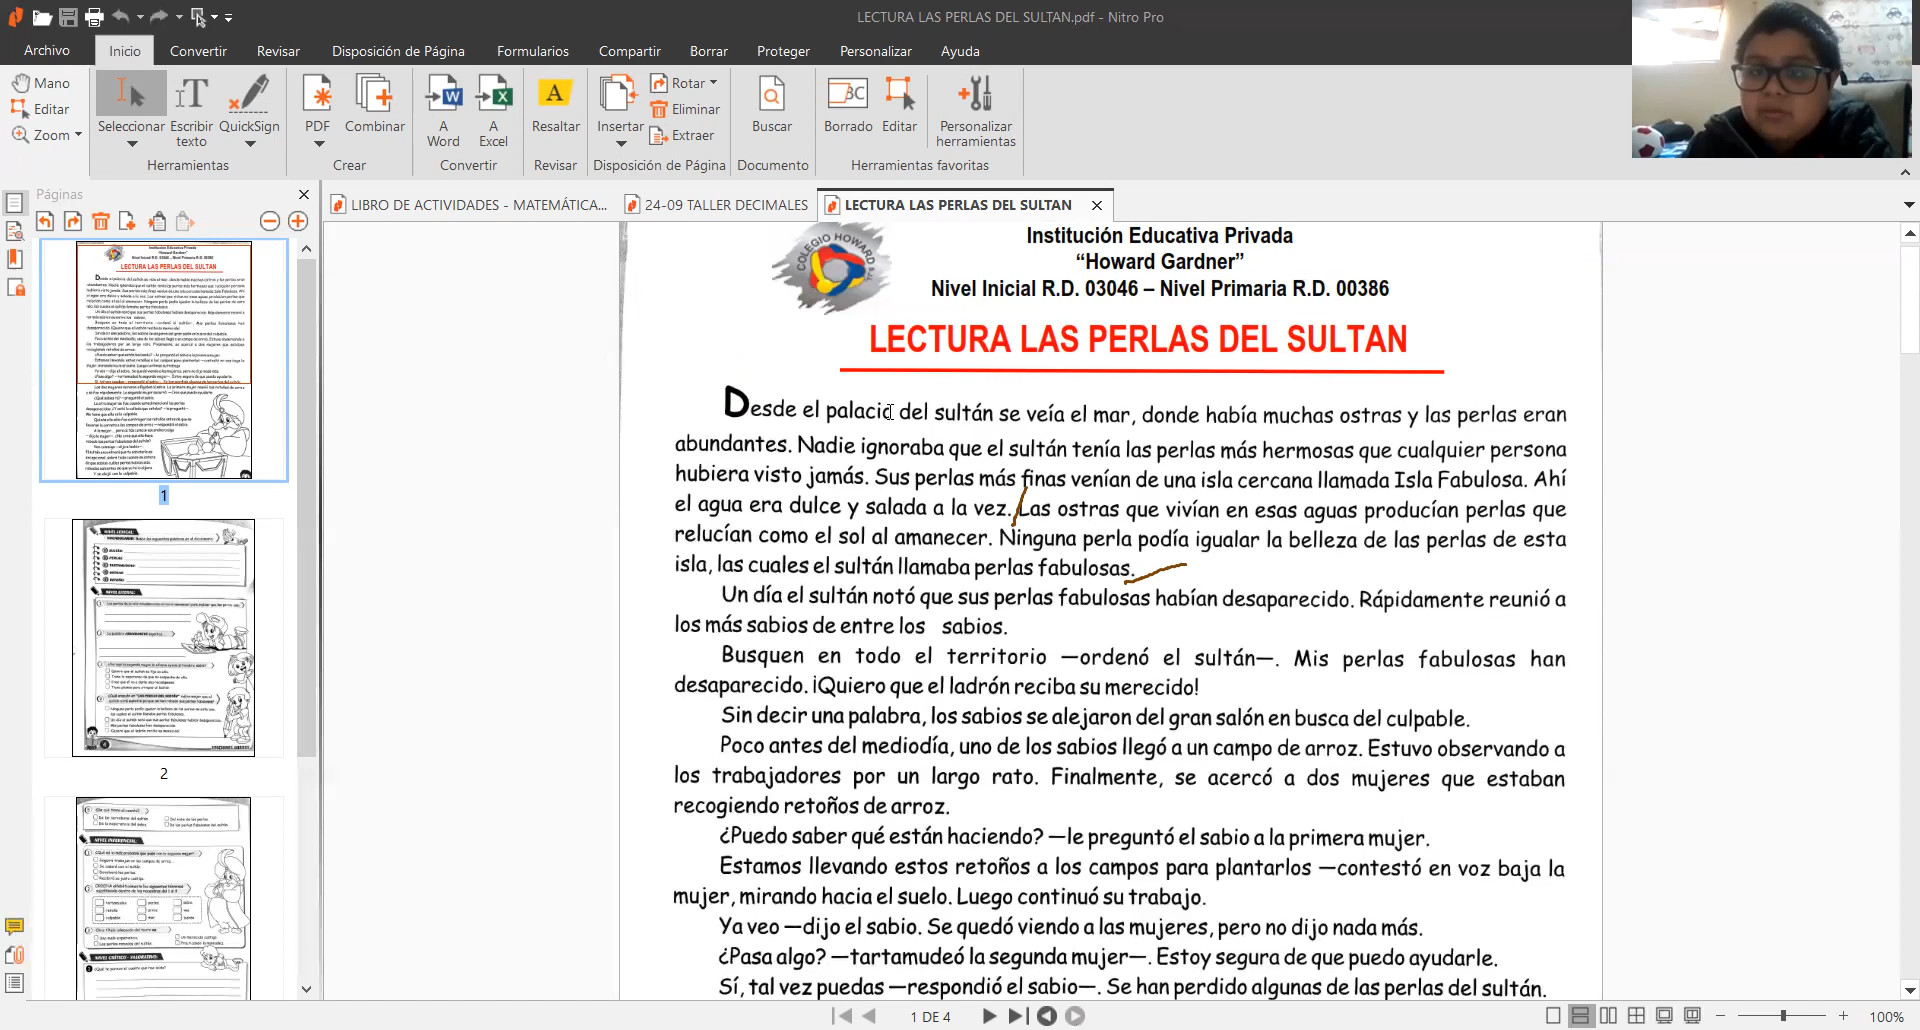 LECTURA LAS PERLAS DEL SULTAN.pdf - Nitro Pro
Archivo Inicio Convertir Revisar Disposición de Página Formularios Compartir Borrar Proteger Personalizar Ayuda
Mano
Editar
Zoom
Seleccionar
Escribir texto
QuickSign
Herramientas
PDF
Combinar
Crear
A Word
A Excel
Convertir
Resaltar
Revisar
Insertar
Rotar
Eliminar
Extraer
Disposición de Página
Buscar
Documento
Borrado
Editar
Personalizar herramientas
Herramientas favoritas
Páginas
LIBRO DE ACTIVIDADES - MATEMÁTICA...
24-09 TALLER DECIMALES
LECTURA LAS PERLAS DEL SULTAN
1
2
COLEGIO HOWARD
Institución Educativa Privada
“Howard Gardner”
Nivel Inicial R.D. 03046 – Nivel Primaria R.D. 00386
LECTURA LAS PERLAS DEL SULTAN
Desde el palacio del sultán se veía el mar, donde había muchas ostras y las perlas eran
abundantes. Nadie ignoraba que el sultán tenía las perlas más hermosas que cualquier persona
hubiera visto jamás. Sus perlas más finas venían de una isla cercana llamada Isla Fabulosa. Ahí
el agua era dulce y salada a la vez. Las ostras que vivían en esas aguas producían perlas que
relucían como el sol al amanecer. Ninguna perla podía igualar la belleza de las perlas de esta
isla, las cuales el sultán llamaba perlas fabulosas.
Un día el sultán notó que sus perlas fabulosas habían desaparecido. Rápidamente reunió a
los más sabios de entre los sabios.
Busquen en todo el territorio —ordenó el sultán—. Mis perlas fabulosas han
desaparecido. ¡Quiero que el ladrón reciba su merecido!
Sin decir una palabra, los sabios se alejaron del gran salón en busca del culpable.
Poco antes del mediodía, uno de los sabios llegó a un campo de arroz. Estuvo observando a
los trabajadores por un largo rato. Finalmente, se acercó a dos mujeres que estaban
recogiendo retoños de arroz.
¿Puedo saber qué están haciendo? —le preguntó el sabio a la primera mujer.
Estamos llevando estos retoños a los campos para plantarlos —contestó en voz baja la
mujer, mirando hacia el suelo. Luego continuó su trabajo.
Ya veo —dijo el sabio. Se quedó viendo a las mujeres, pero no dijo nada más.
¿Pasa algo? —tartamudeó la segunda mujer—. Estoy segura de que puedo ayudarle.
Sí, tal vez puedas —respondió el sabio—. Se han perdido algunas de las perlas del sultán.
1 DE 4
100%